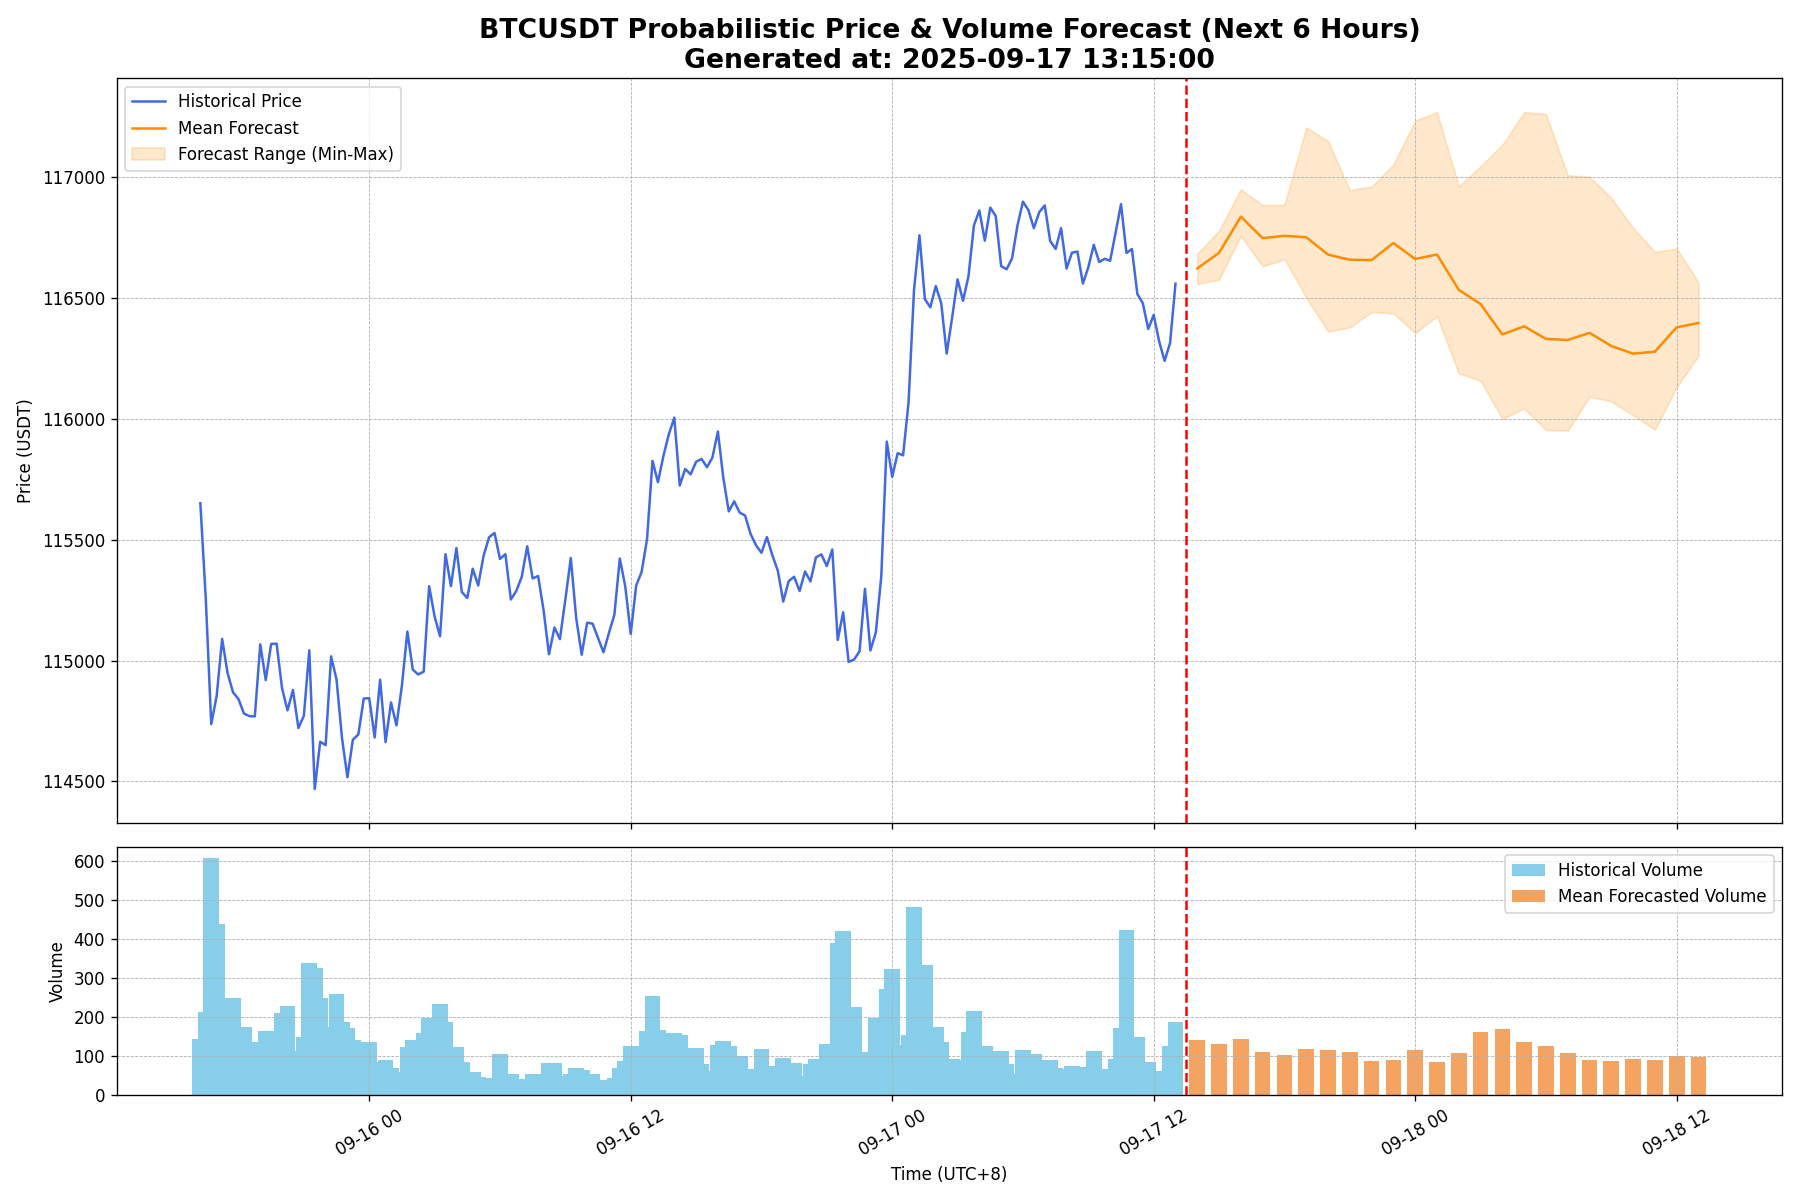 BTCUSDT Probabilistic Price & Volume Forecast (Next 6 Hours)
Generated at: 2025-09-17 13:15:00
Historical Price
Mean Forecast
Forecast Range (Min-Max)
117000
116500
116000
115500
115000
114500
Price (USDT)
Historical Volume
Mean Forecasted Volume
600
500
400
300
200
100
0
Volume
09-16 00
09-16 12
09-17 00
09-17 12
09-18 00
09-18 12
Time (UTC+8)